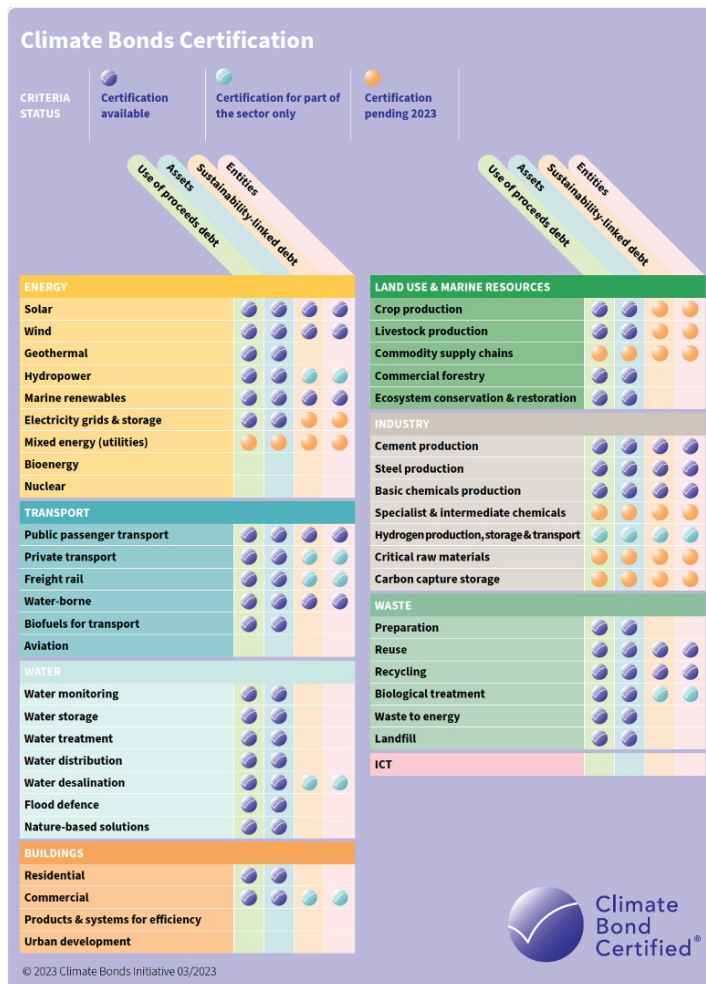 Climate Bonds Certification
CRITERIA
STATUS
Certification
available
Certification for part of
the sector only
Certification
pending 2023
Use of proceeds debt
Assets
Sustainability-linked debt
Entities
ENERGY
Solar
Wind
Geothermal
Hydropower
Marine renewables
Electricity grids & storage
Mixed energy (utilities)
Bioenergy
Nuclear
TRANSPORT
Public passenger transport
Private transport
Freight rail
Water-borne
Biofuels for transport
Aviation
WATER
Water monitoring
Water storage
Water treatment
Water distribution
Water desalination
Flood defence
Nature-based solutions
BUILDINGS
Residential
Commercial
Products & systems for efficiency
Urban development
Use of proceeds debt
Assets
Sustainability-linked debt
Entities
LAND USE & MARINE RESOURCES
Crop production
Livestock production
Commodity supply chains
Commercial forestry
Ecosystem conservation & restoration
INDUSTRY
Cement production
Steel production
Basic chemicals production
Specialist & intermediate chemicals
Hydrogen production, storage & transport
Critical raw materials
Carbon capture storage
WASTE
Preparation
Reuse
Recycling
Biological treatment
Waste to energy
Landfill
ICT
Climate
Bond
Certified®
© 2023 Climate Bonds Initiative 03/2023